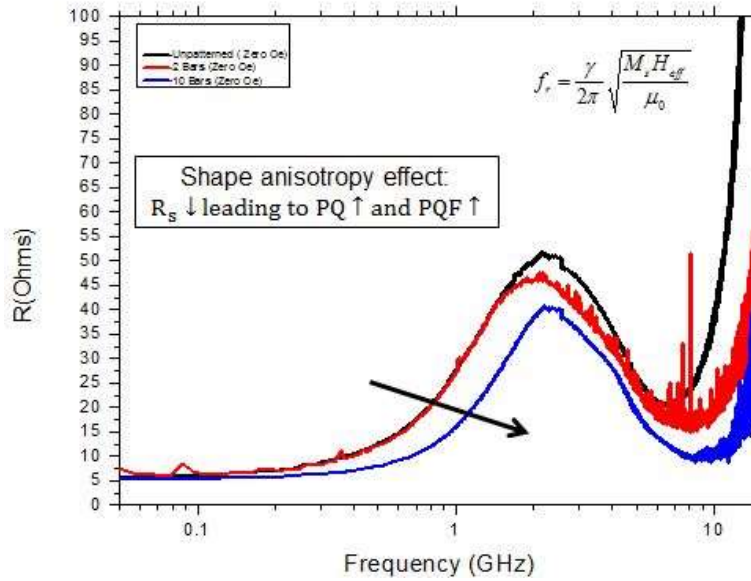 100
95
90
85
80
75
70
65
60
55
50
45
40
35
30
25
20
15
10
5
0
R(Ohms)
Unpatterned ( Zero Oe)
2 Bars (Zero Oe)
10 Bars (Zero Oe)
f_r = γ/2π √(M_s H_eff / μ_0)
Shape anisotropy effect:
R_s ↓ leading to PQ ↑ and PQF ↑
0.1 1 10
Frequency (GHz)